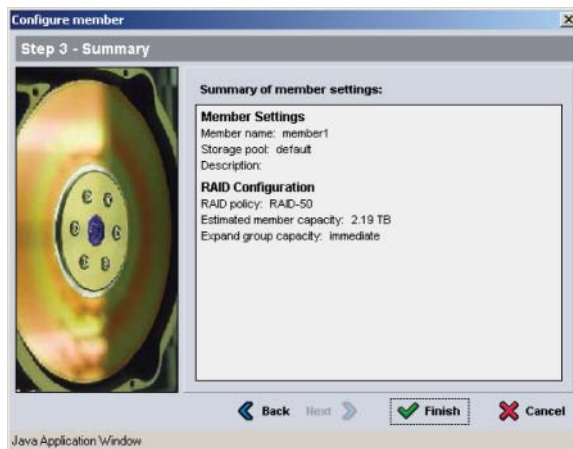 Configure member
Step 3 - Summary
Summary of member settings:
Member Settings
Member name: member1
Storage pool: default
Description:
RAID Configuration
RAID policy: RAID-50
Estimated member capacity: 2.19 TB
Expand group capacity: immediate
Back Next Finish Cancel
Java Application Window